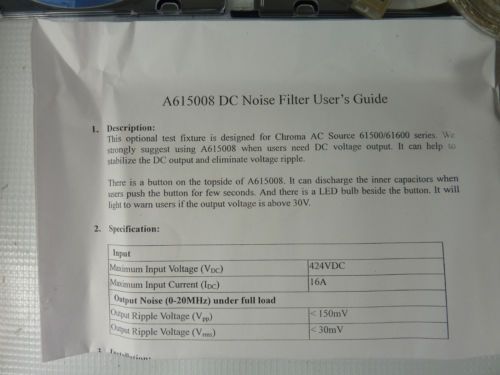 A615008 DC Noise Filter User's Guide
1. Description:
This optional test fixture is designed for Chroma AC Source 61500/61600 series. We
strongly suggest using A615008 when users need DC voltage output. It can help to
stabilize the DC output and eliminate voltage ripple.
There is a button on the topside of A615008. It can discharge the inner capacitors when
users push the button for few seconds. And there is a LED bulb beside the button. It will
light to warn users if the output voltage is above 30V.
2. Specification:
Input
Maximum Input Voltage (VDC) 424VDC
Maximum Input Current (IDC) 16A
Output Noise (0-20MHz) under full load
Output Ripple Voltage (Vpp) < 150mV
Output Ripple Voltage (Vrms) < 30mV
3. Installation: